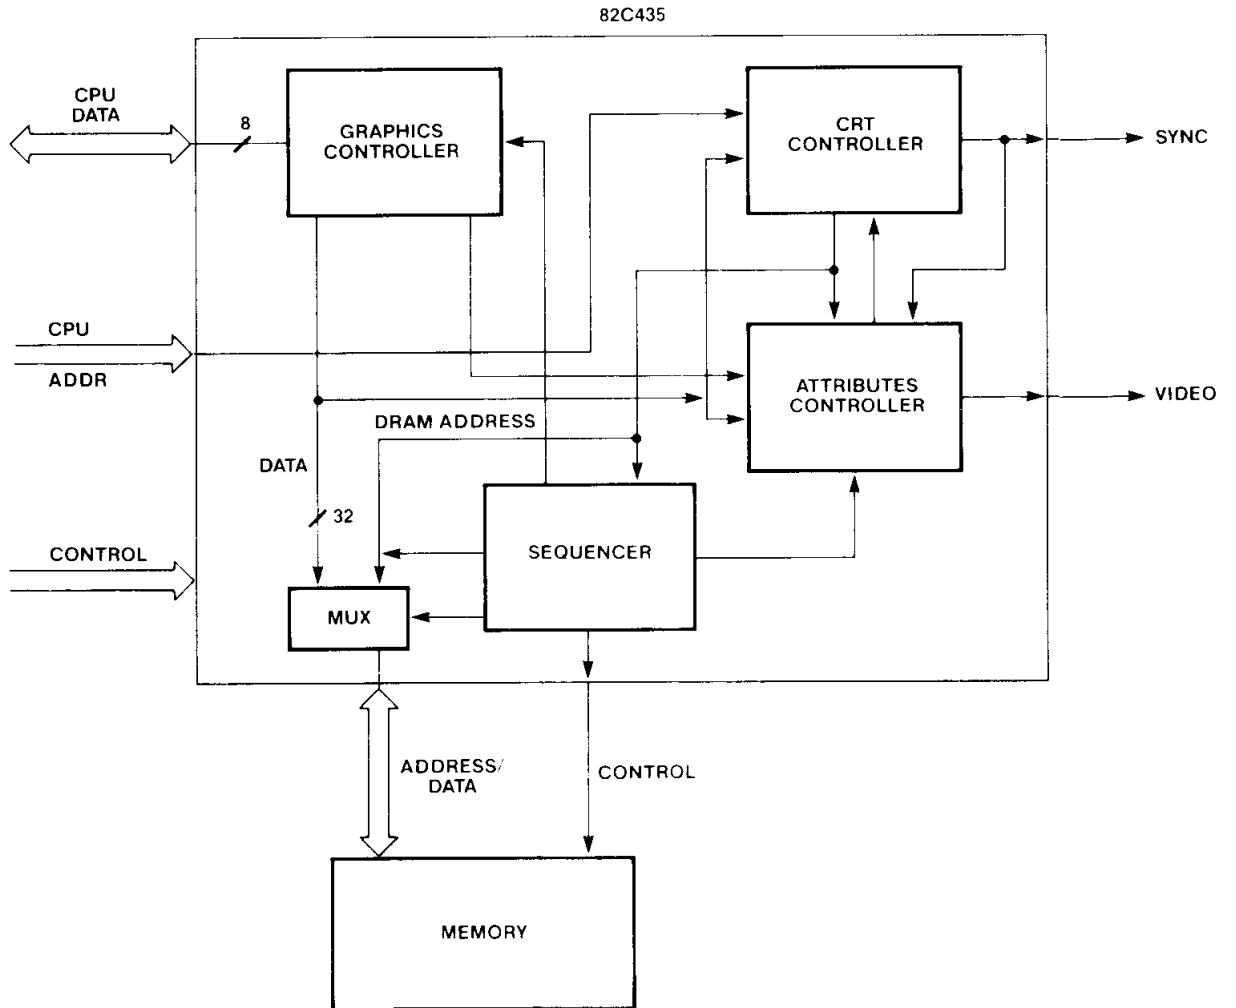 82C435
CPU
DATA
8
GRAPHICS
CONTROLLER
CRT
CONTROLLER
SYNC
CPU
ADDR
ATTRIBUTES
CONTROLLER
VIDEO
DRAM ADDRESS
DATA
32
CONTROL
SEQUENCER
MUX
ADDRESS/
DATA
CONTROL
MEMORY